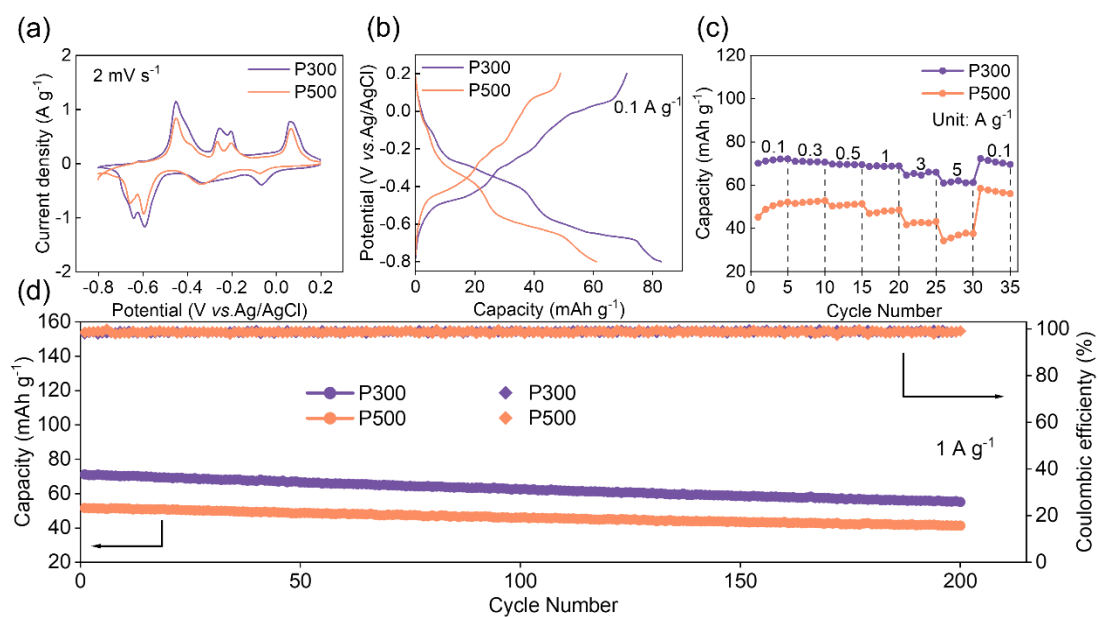 (a)
2 mV s⁻¹
P300
P500
Current density (A g⁻¹)
2
1
0
-1
-2
-0.8 -0.6 -0.4 -0.2 0.0 0.2
Potential (V vs.Ag/AgCl)
(b)
P300
P500
0.1 A g⁻¹
Potential (V vs.Ag/AgCl)
0.2
0.0
-0.2
-0.4
-0.6
-0.8
0 20 40 60 80
Capacity (mAh g⁻¹)
(c)
P300
P500
Unit: A g⁻¹
0.1 0.3 0.5 1 3 5 0.1
Capacity (mAh g⁻¹)
120
100
80
60
40
20
0 5 10 15 20 25 30 35
Cycle Number
(d)
Capacity (mAh g⁻¹)
160
140
120
100
80
60
40
20
P300 P300
P500 P500
1 A g⁻¹
100
80
60
40
20
0
Coulombic efficienty (%)
0 50 100 150 200
Cycle Number